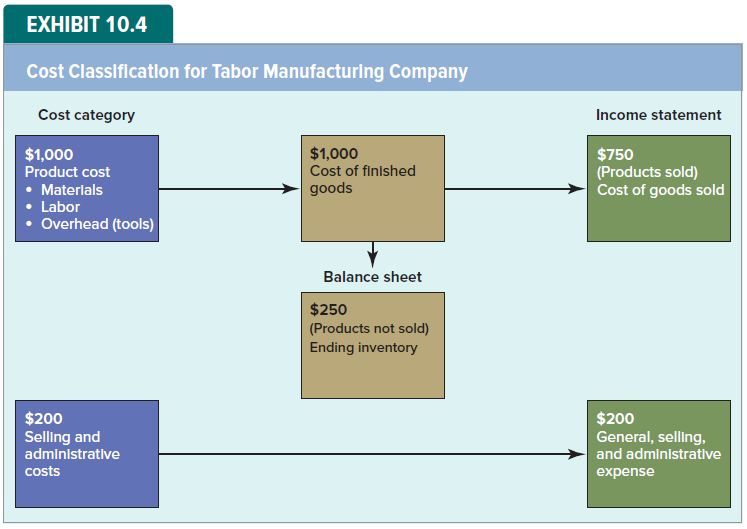 EXHIBIT 10.4
Cost Classification for Tabor Manufacturing Company
Cost category
Income statement
$1,000
Product cost
• Materials
• Labor
• Overhead (tools)
$1,000
Cost of finished
goods
$750
(Products sold)
Cost of goods sold
Balance sheet
$250
(Products not sold)
Ending inventory
$200
Selling and
administrative
costs
$200
General, selling,
and administrative
expense